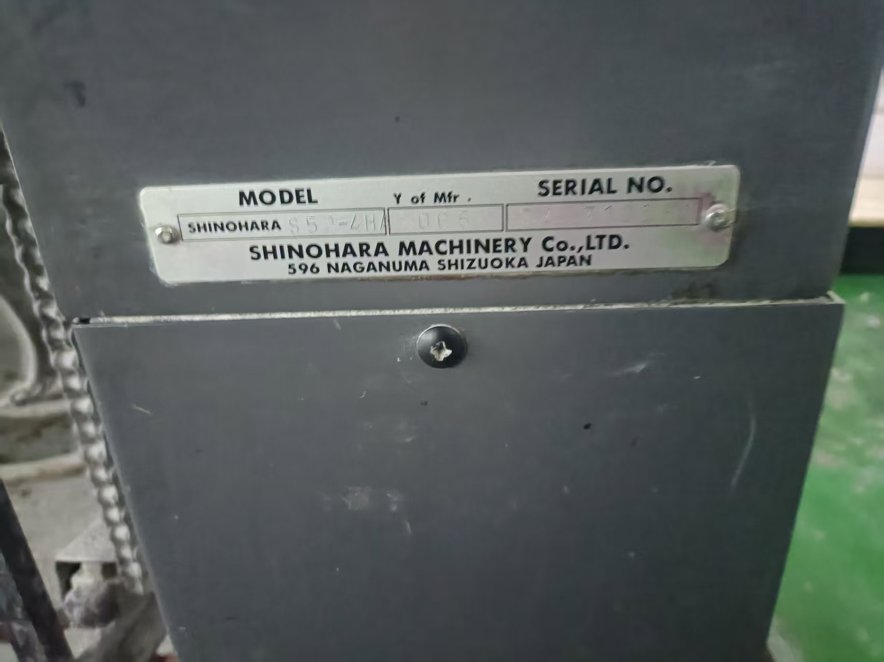 MODEL Y of Mfr. SERIAL NO.
SHINOHARA
SHINOHARA MACHINERY Co.,LTD.
596 NAGANUMA SHIZUOKA JAPAN